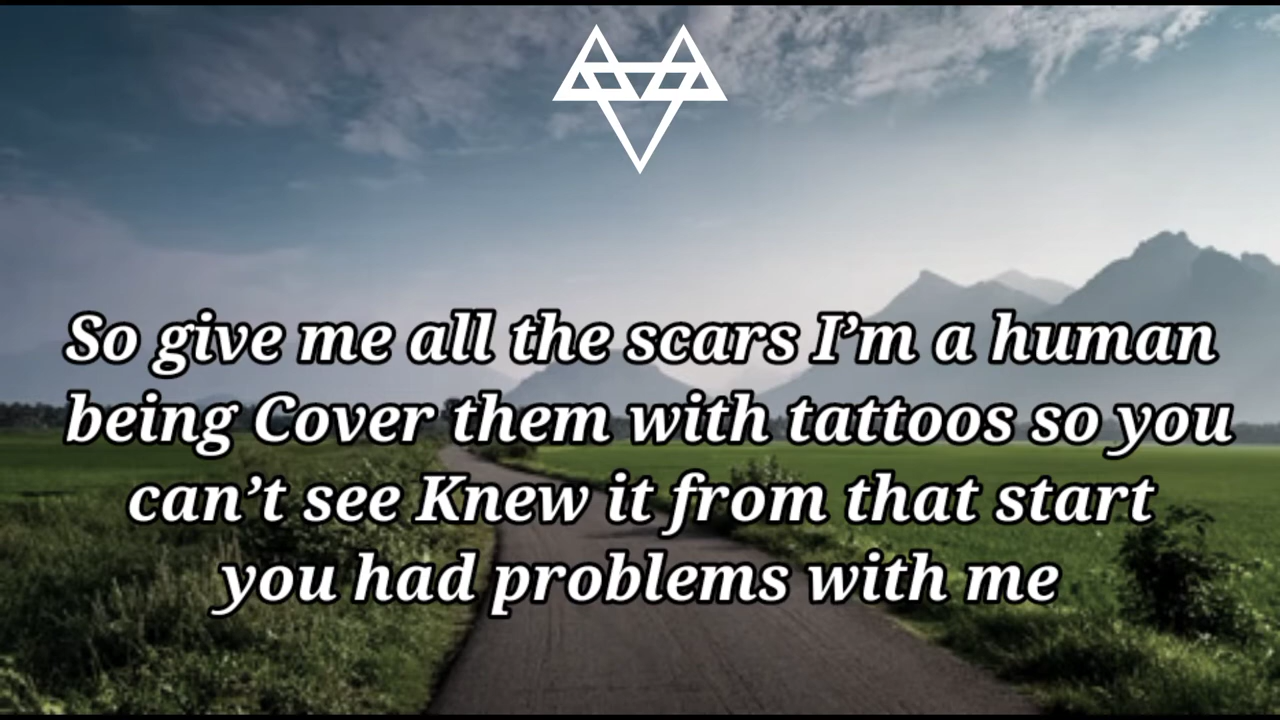 So give me all the scars I’m a human
being Cover them with tattoos so you
can’t see Knew it from that start
you had problems with me